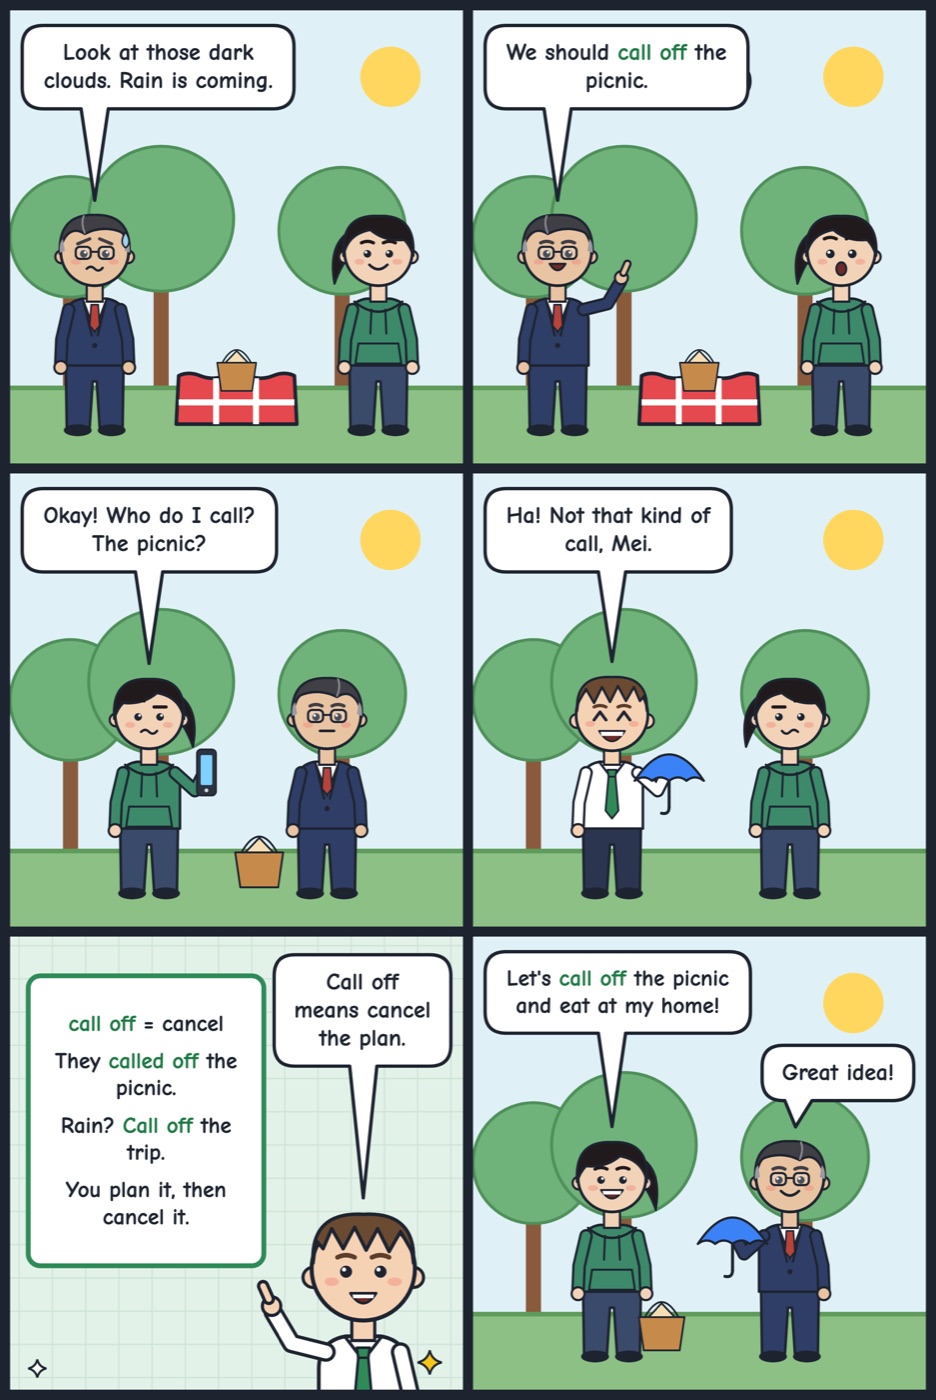 Look at those dark
clouds. Rain is coming.
We should call off the
picnic.
Okay! Who do I call?
The picnic?
Ha! Not that kind of
call, Mei.
call off = cancel
They called off the
picnic.
Rain? Call off the
trip.
You plan it, then
cancel it.
Call off
means cancel
the plan.
Let's call off the picnic
and eat at my home!
Great idea!